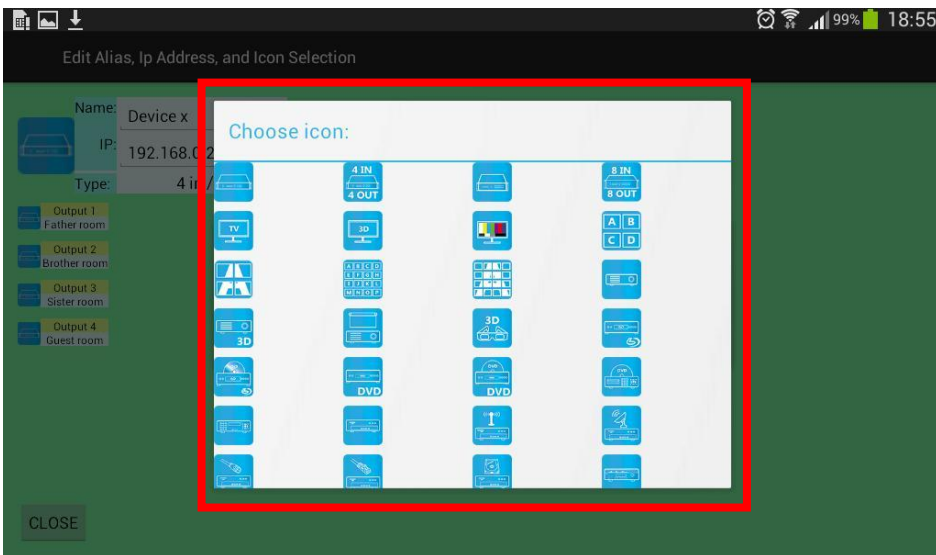 99% 18:55
Edit Alias, Ip Address, and Icon Selection
Name: Device x
IP: 192.168.0.2
Type: 4 in /
Output 1
Father room
Output 2
Brother room
Output 3
Sister room
Output 4
Guest room
Choose icon:
4 IN
4 OUT
8 IN
8 OUT
TV
3D
A B
C D
A B C D
E F G H
I J K L
M N O P
3D
3D
DVD
DVD
DVD
DVD
CLOSE